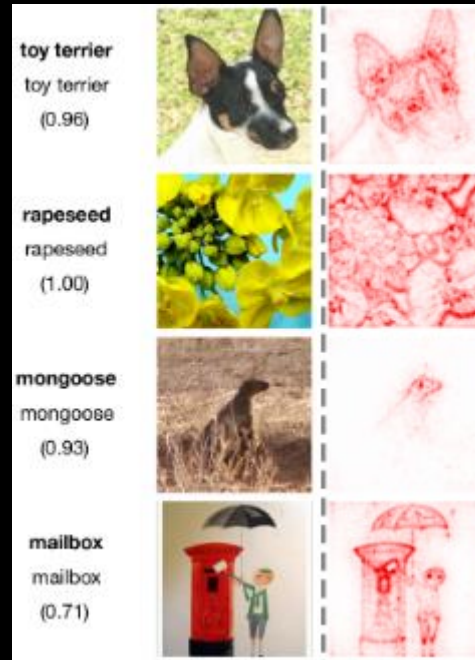 toy terrier
toy terrier
(0.96)
rapeseed
rapeseed
(1.00)
mongoose
mongoose
(0.93)
mailbox
mailbox
(0.71)